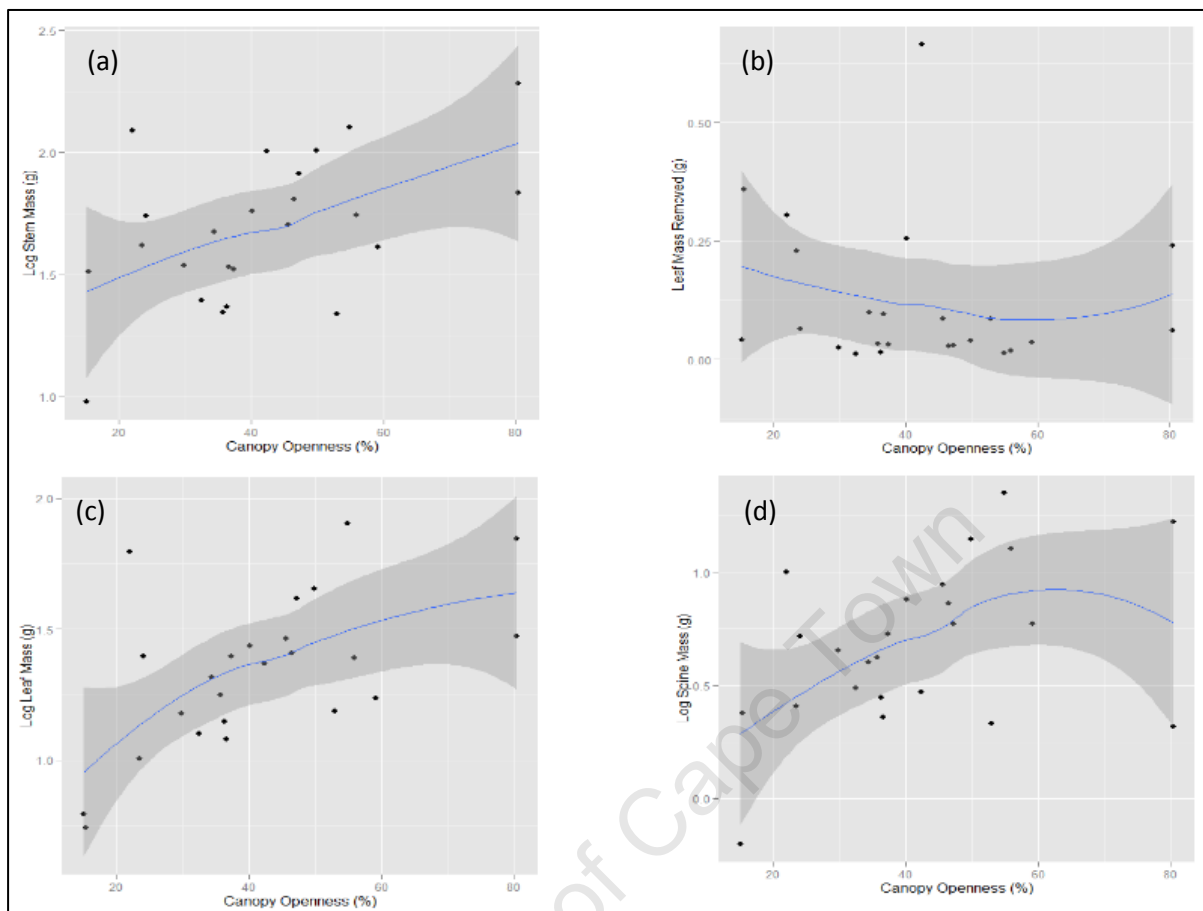 (a)
2.5
2.0
1.5
1.0
Log Stem Mass (g)
20 40 60 80
Canopy Openness (%)
(b)
0.50
0.25
0.00
Leaf Mass Removed (g)
20 40 60 80
Canopy Openness (%)
(c)
2.0
1.5
1.0
Log Leaf Mass (g)
20 40 60 80
Canopy Openness (%)
(d)
1.0
0.5
0.0
Log Spine Mass (g)
20 40 60 80
Canopy Openness (%)
of Cape Town